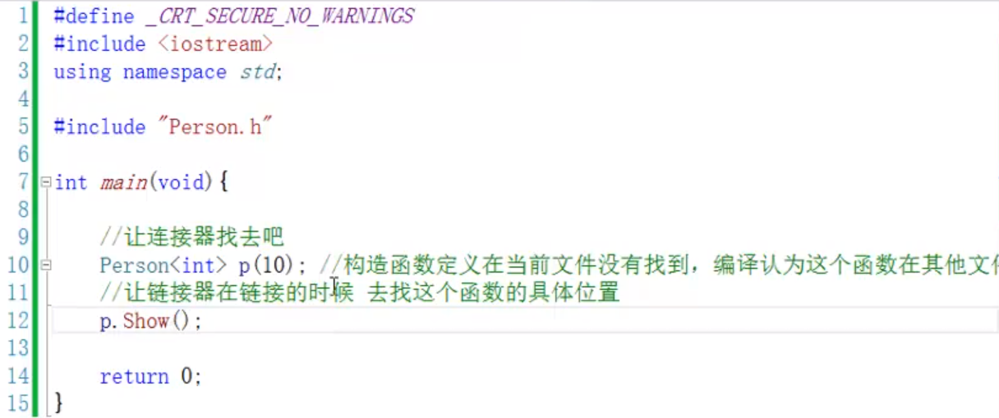 1 #define _CRT_SECURE_NO_WARNINGS
2 #include <iostream>
3 using namespace std;
4
5 #include "Person.h"
6
7 int main(void){
8
9 //让连接器找去吧
10 Person<int> p(10); //构造函数定义在当前文件没有找到，编译认为这个函数在其他文
11 //让链接器在链接的时候 去找这个函数的具体位置
12 p.Show();
13
14 return 0;
15 }